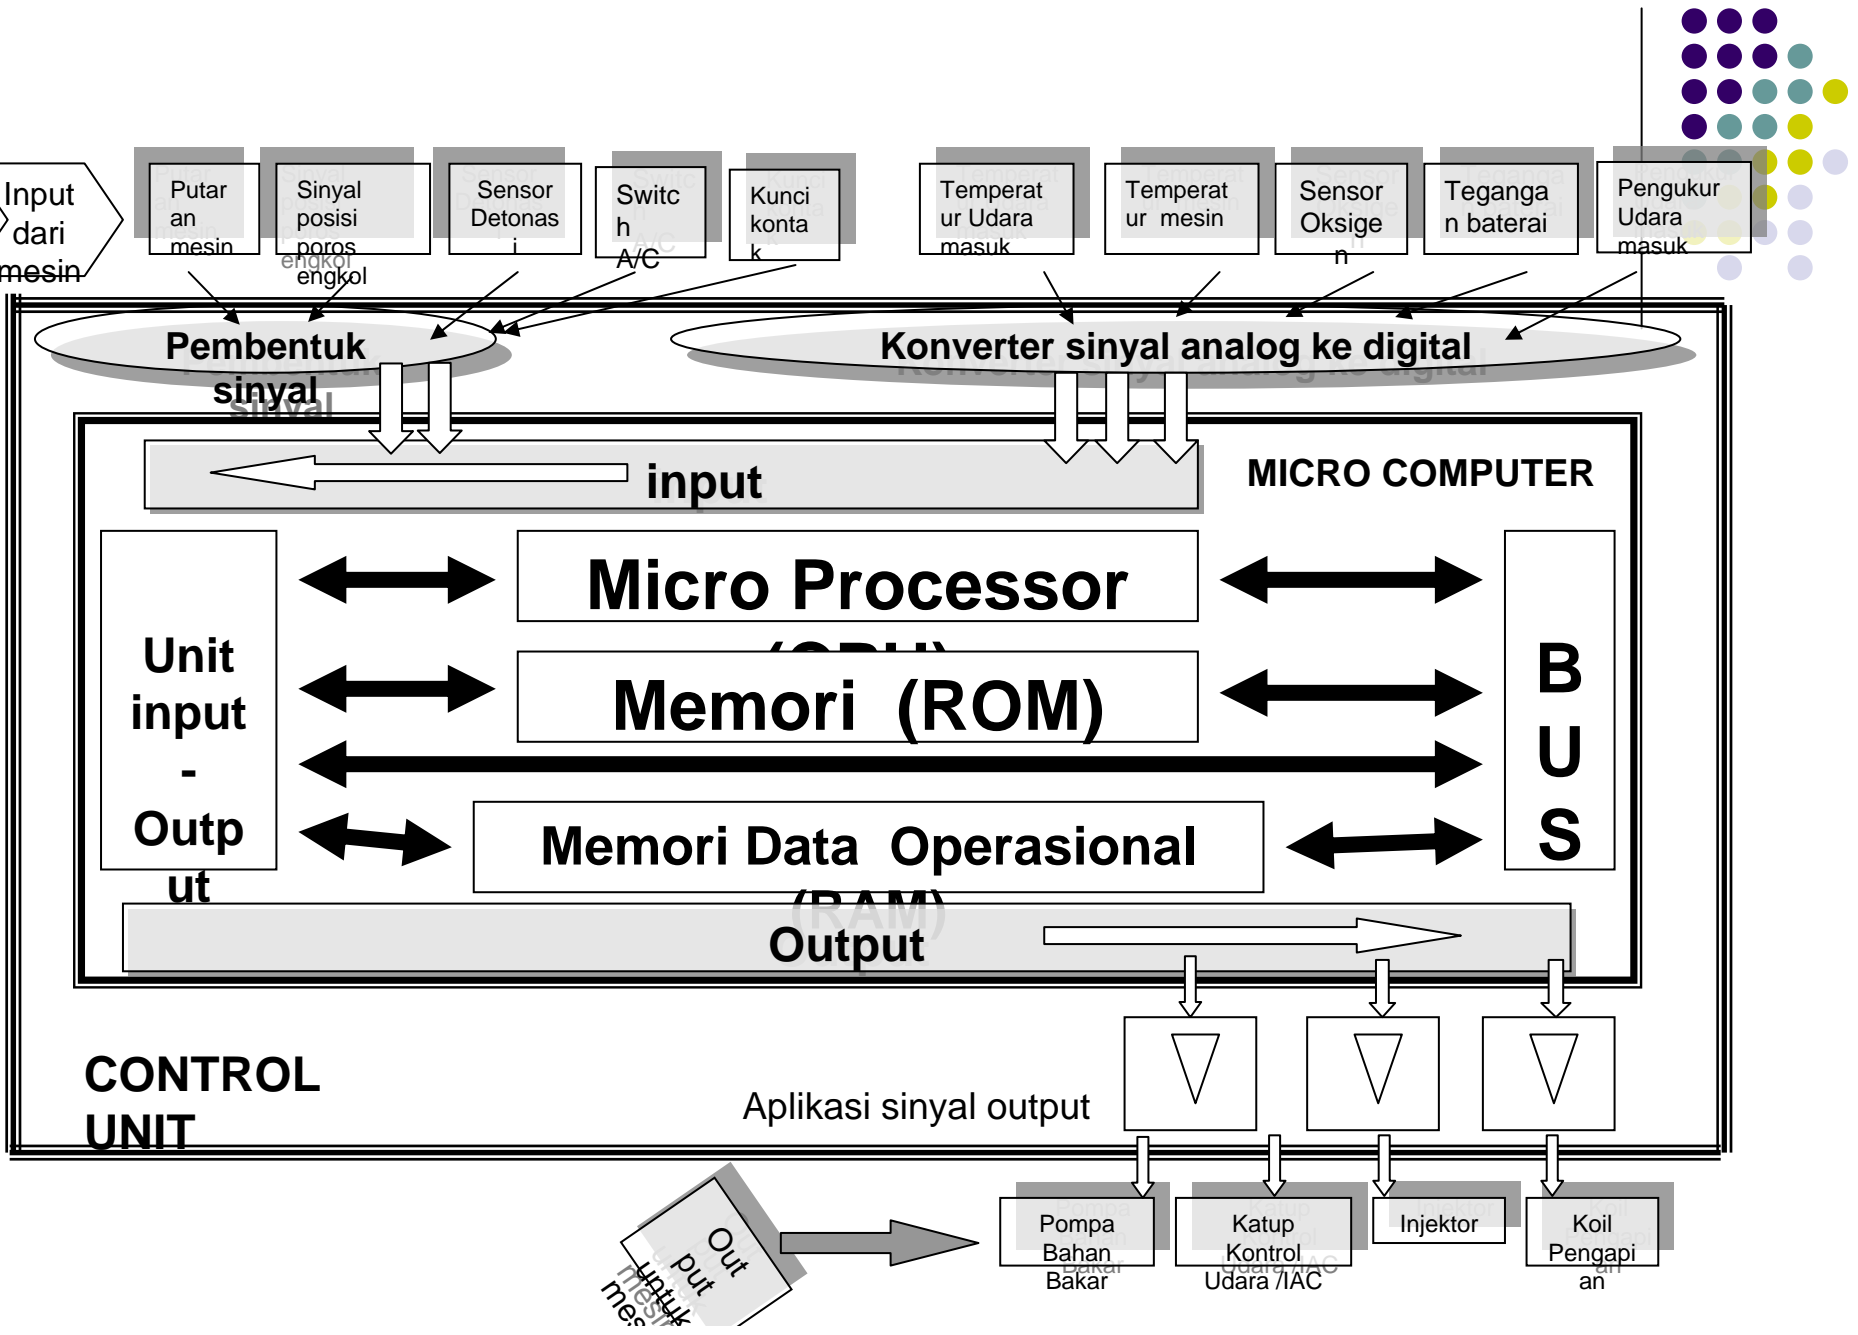 Input
dari
mesin
Putar
an
mesin
Sinyal
posisi
poros
engkol
Sensor
Detonas
i
Switc
h
A/C
Kunci
konta
k
Temperat
ur Udara
masuk
Temperat
ur mesin
Sensor
Oksige
n
Teganga
n baterai
Pengukur
Udara
masuk
Pembentuk
sinyal
Konverter sinyal analog ke digital
input
MICRO COMPUTER
Unit
input
-
Outp
ut
Micro Processor
(CPU)
Memori (ROM)
Memori Data Operasional
(RAM)
B
U
S
Output
CONTROL
UNIT
Aplikasi sinyal output
Out
put
untuk
Pompa
Bahan
Bakar
Katup
Kontrol
Udara /IAC
Injektor
Koil
Pengapi
an